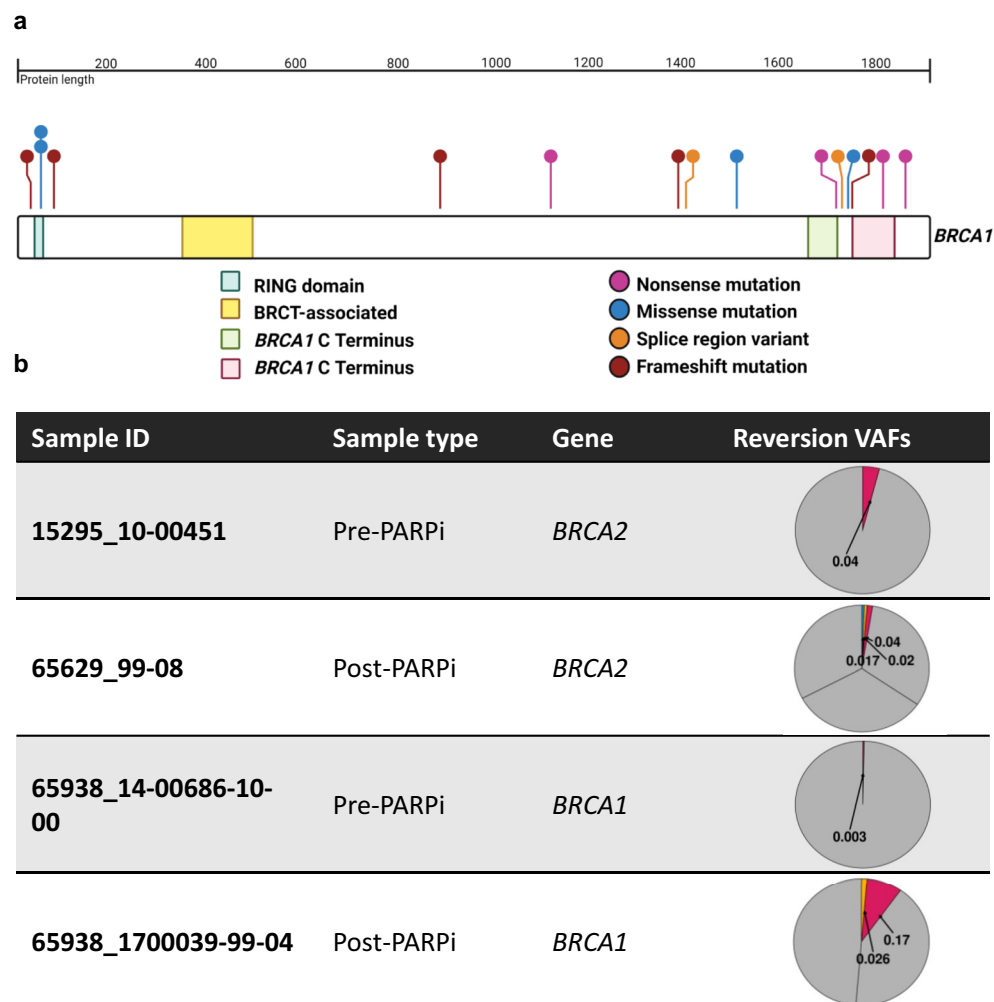 a
200 400 600 800 1000 1200 1400 1600 1800
Protein length
BRCA1
RING domain
BRCT-associated
BRCA1 C Terminus
BRCA1 C Terminus
Nonsense mutation
Missense mutation
Splice region variant
Frameshift mutation
b
Sample ID Sample type Gene Reversion VAFs
15295_10-00451 Pre-PARPi BRCA2
0.04
65629_99-08 Post-PARPi BRCA2
0.04
0.017 0.02
65938_14-00686-10-
00
Pre-PARPi BRCA1
0.003
65938_1700039-99-04 Post-PARPi BRCA1
0.17
0.026